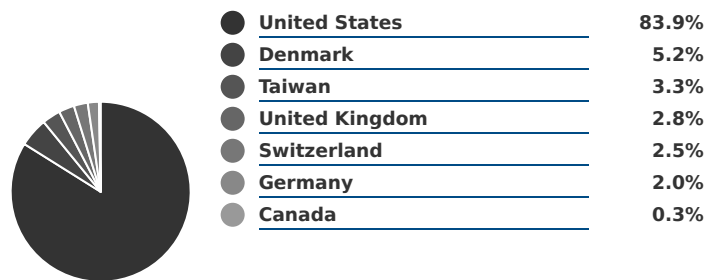 United States 83.9%
Denmark 5.2%
Taiwan 3.3%
United Kingdom 2.8%
Switzerland 2.5%
Germany 2.0%
Canada 0.3%